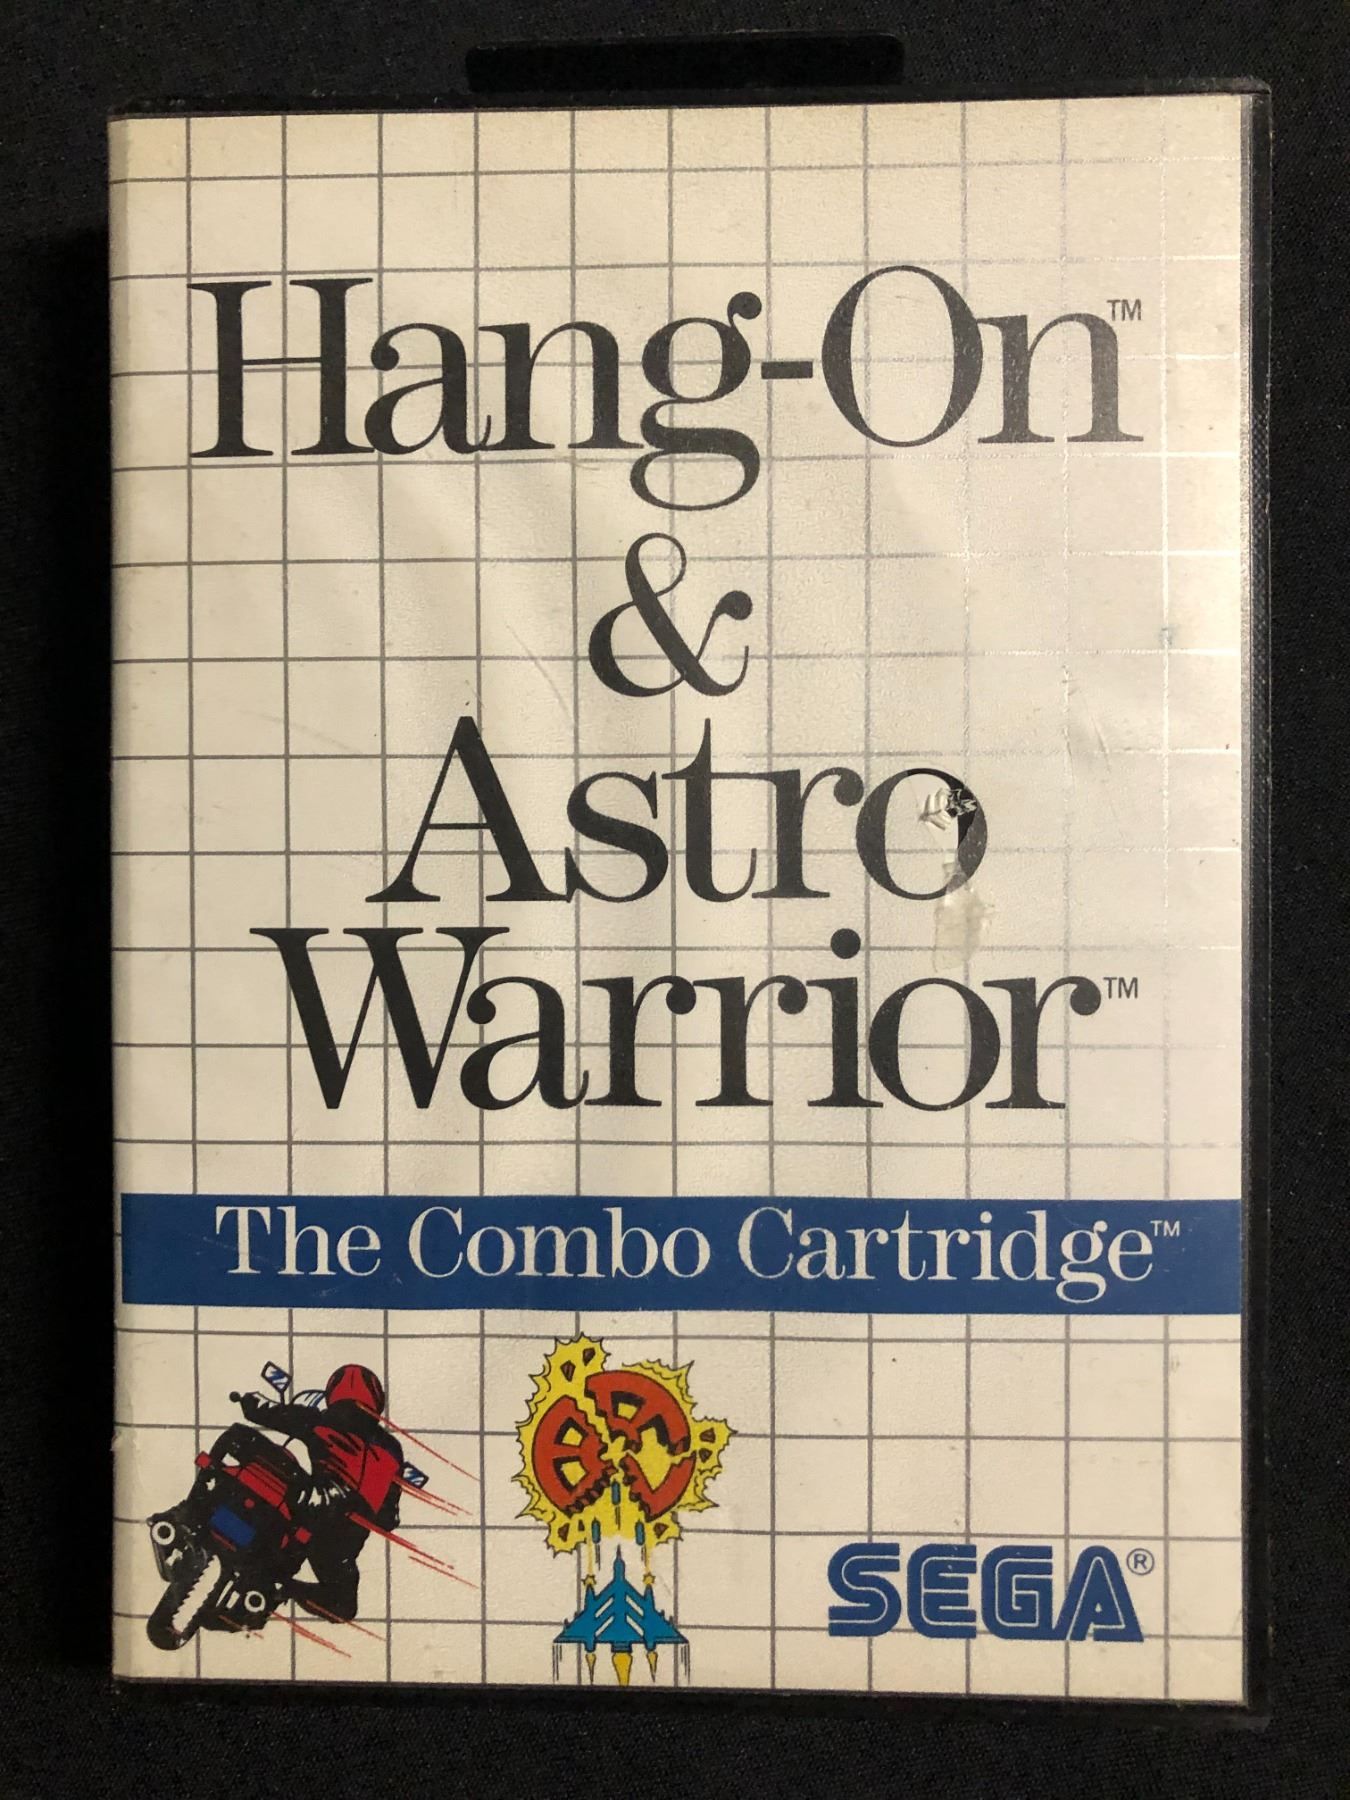 Hang-On™
&
Astro
Warrior™
The Combo Cartridge™
SEGA®